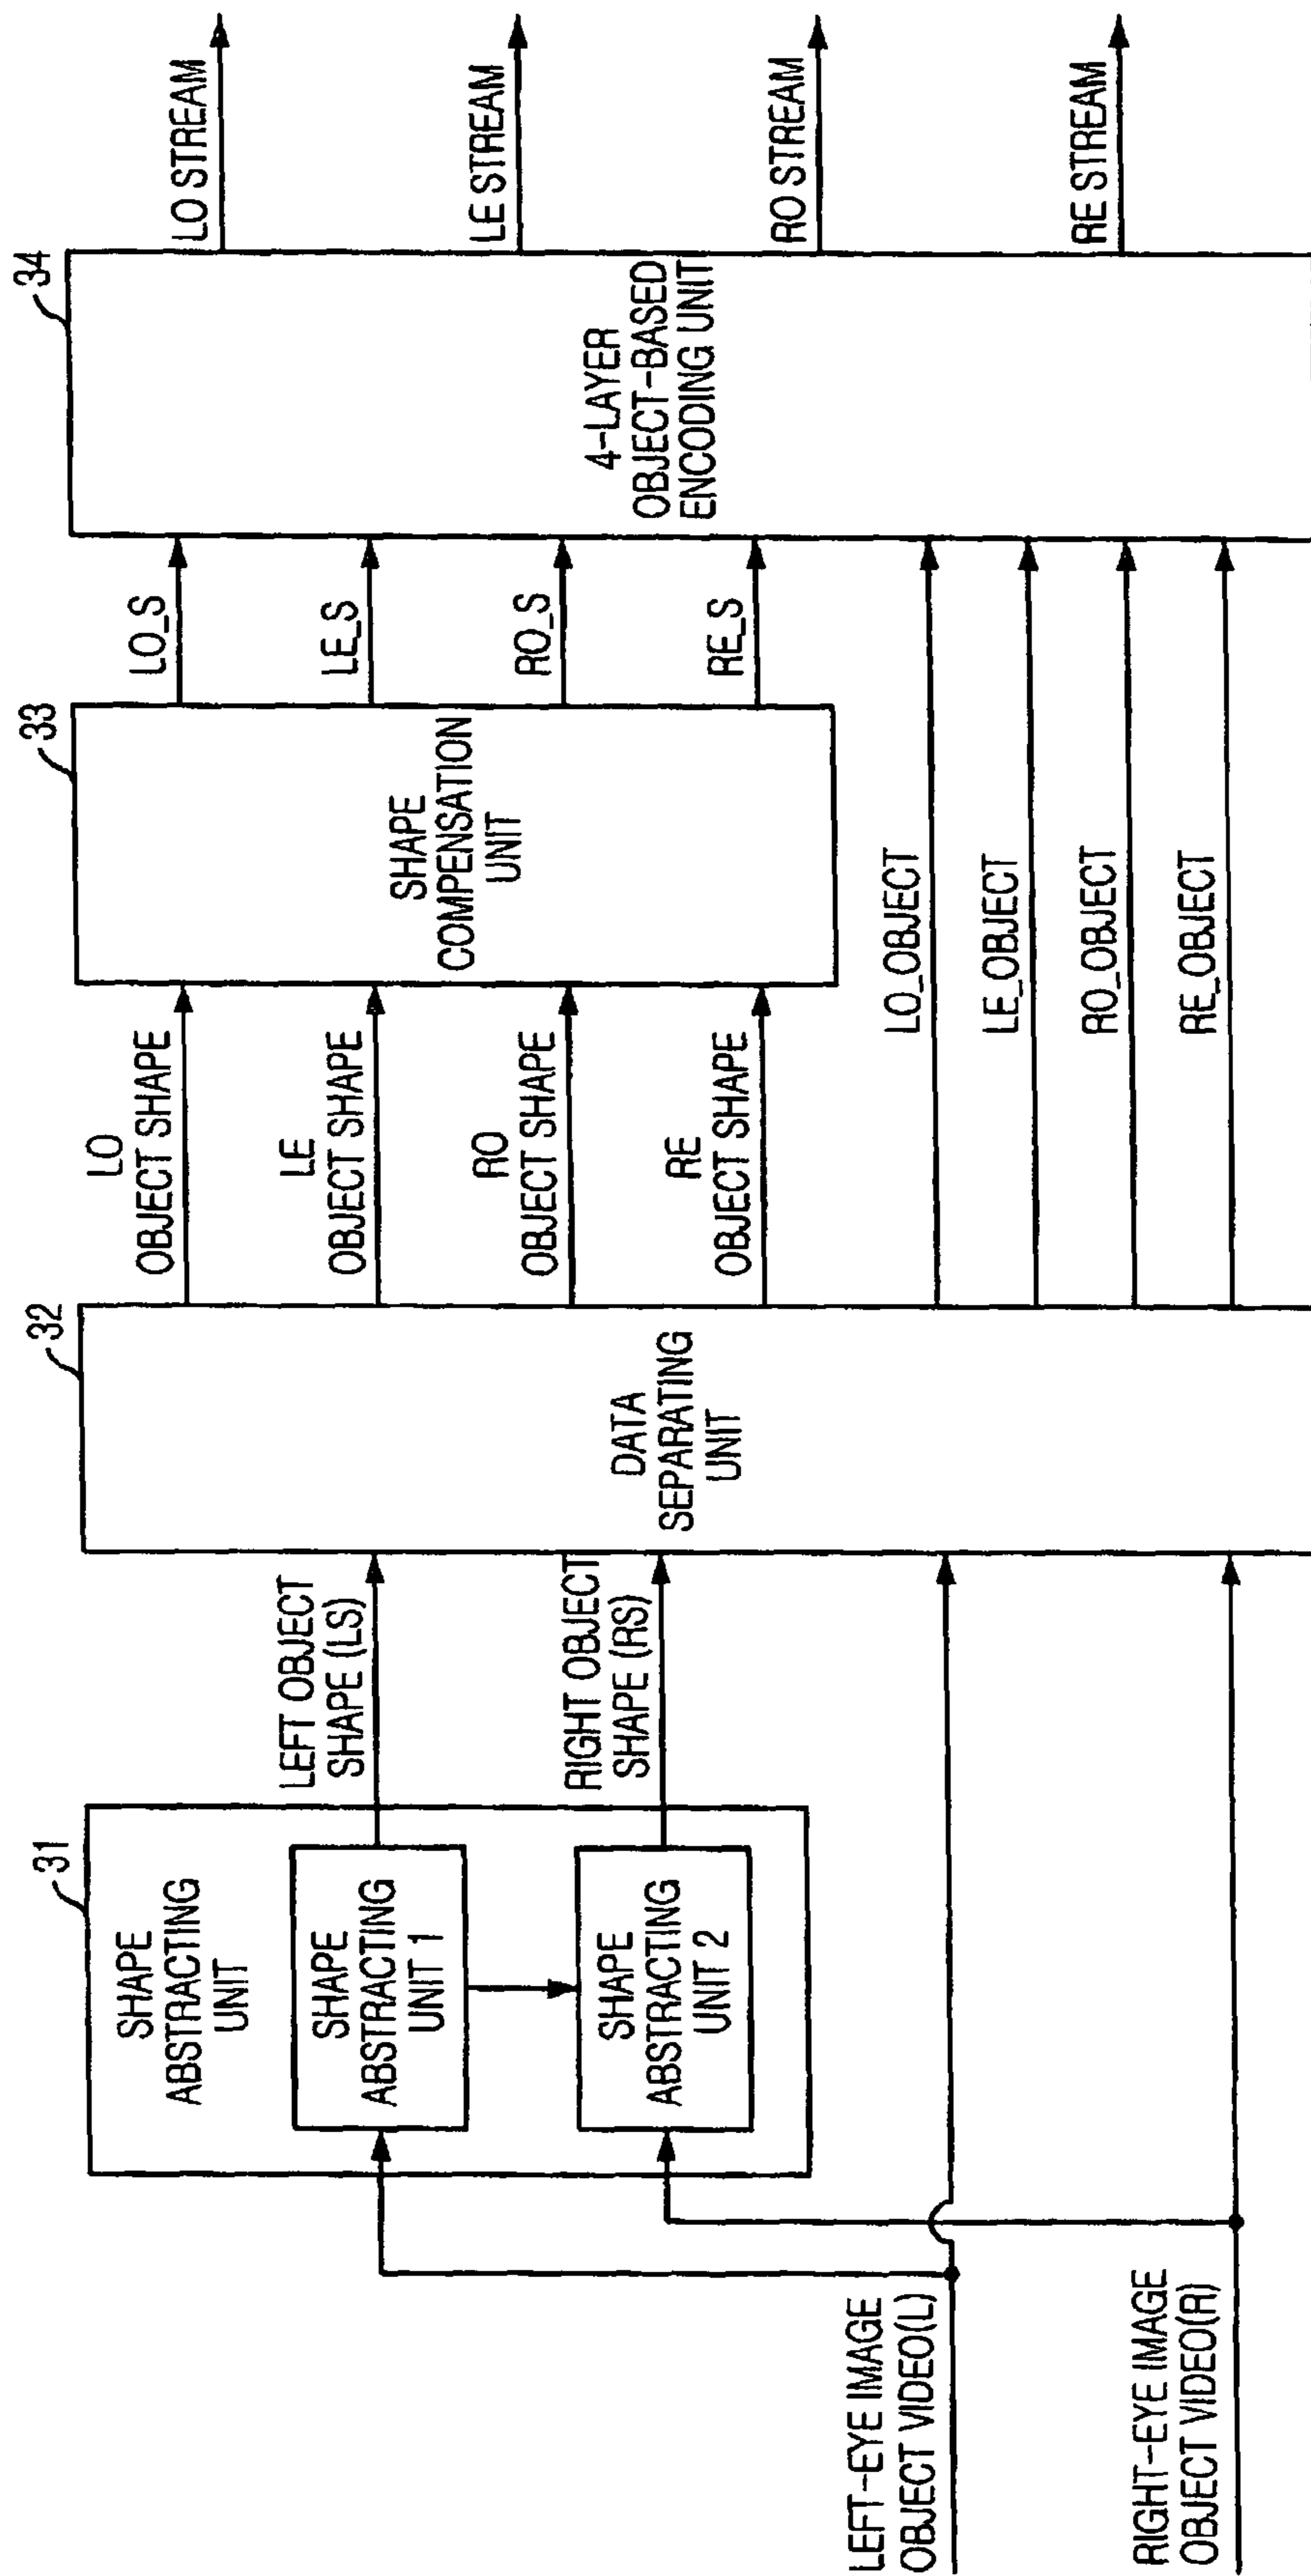 LEFT-EYE IMAGE
OBJECT VIDEO(L)
RIGHT-EYE IMAGE
OBJECT VIDEO(R)
31
SHAPE
ABSTRACTING
UNIT
SHAPE
ABSTRACTING
UNIT 1
SHAPE
ABSTRACTING
UNIT 2
LEFT OBJECT
SHAPE (LS)
RIGHT OBJECT
SHAPE (RS)
32
DATA
SEPARATING
UNIT
LO
OBJECT SHAPE
LE
OBJECT SHAPE
RO
OBJECT SHAPE
RE
OBJECT SHAPE
LO_OBJECT
LE_OBJECT
RO_OBJECT
RE_OBJECT
33
SHAPE
COMPENSATION
UNIT
LO_S
LE_S
RO_S
RE_S
34
4-LAYER
OBJECT-BASED
ENCODING UNIT
LO STREAM
LE STREAM
RO STREAM
RE STREAM